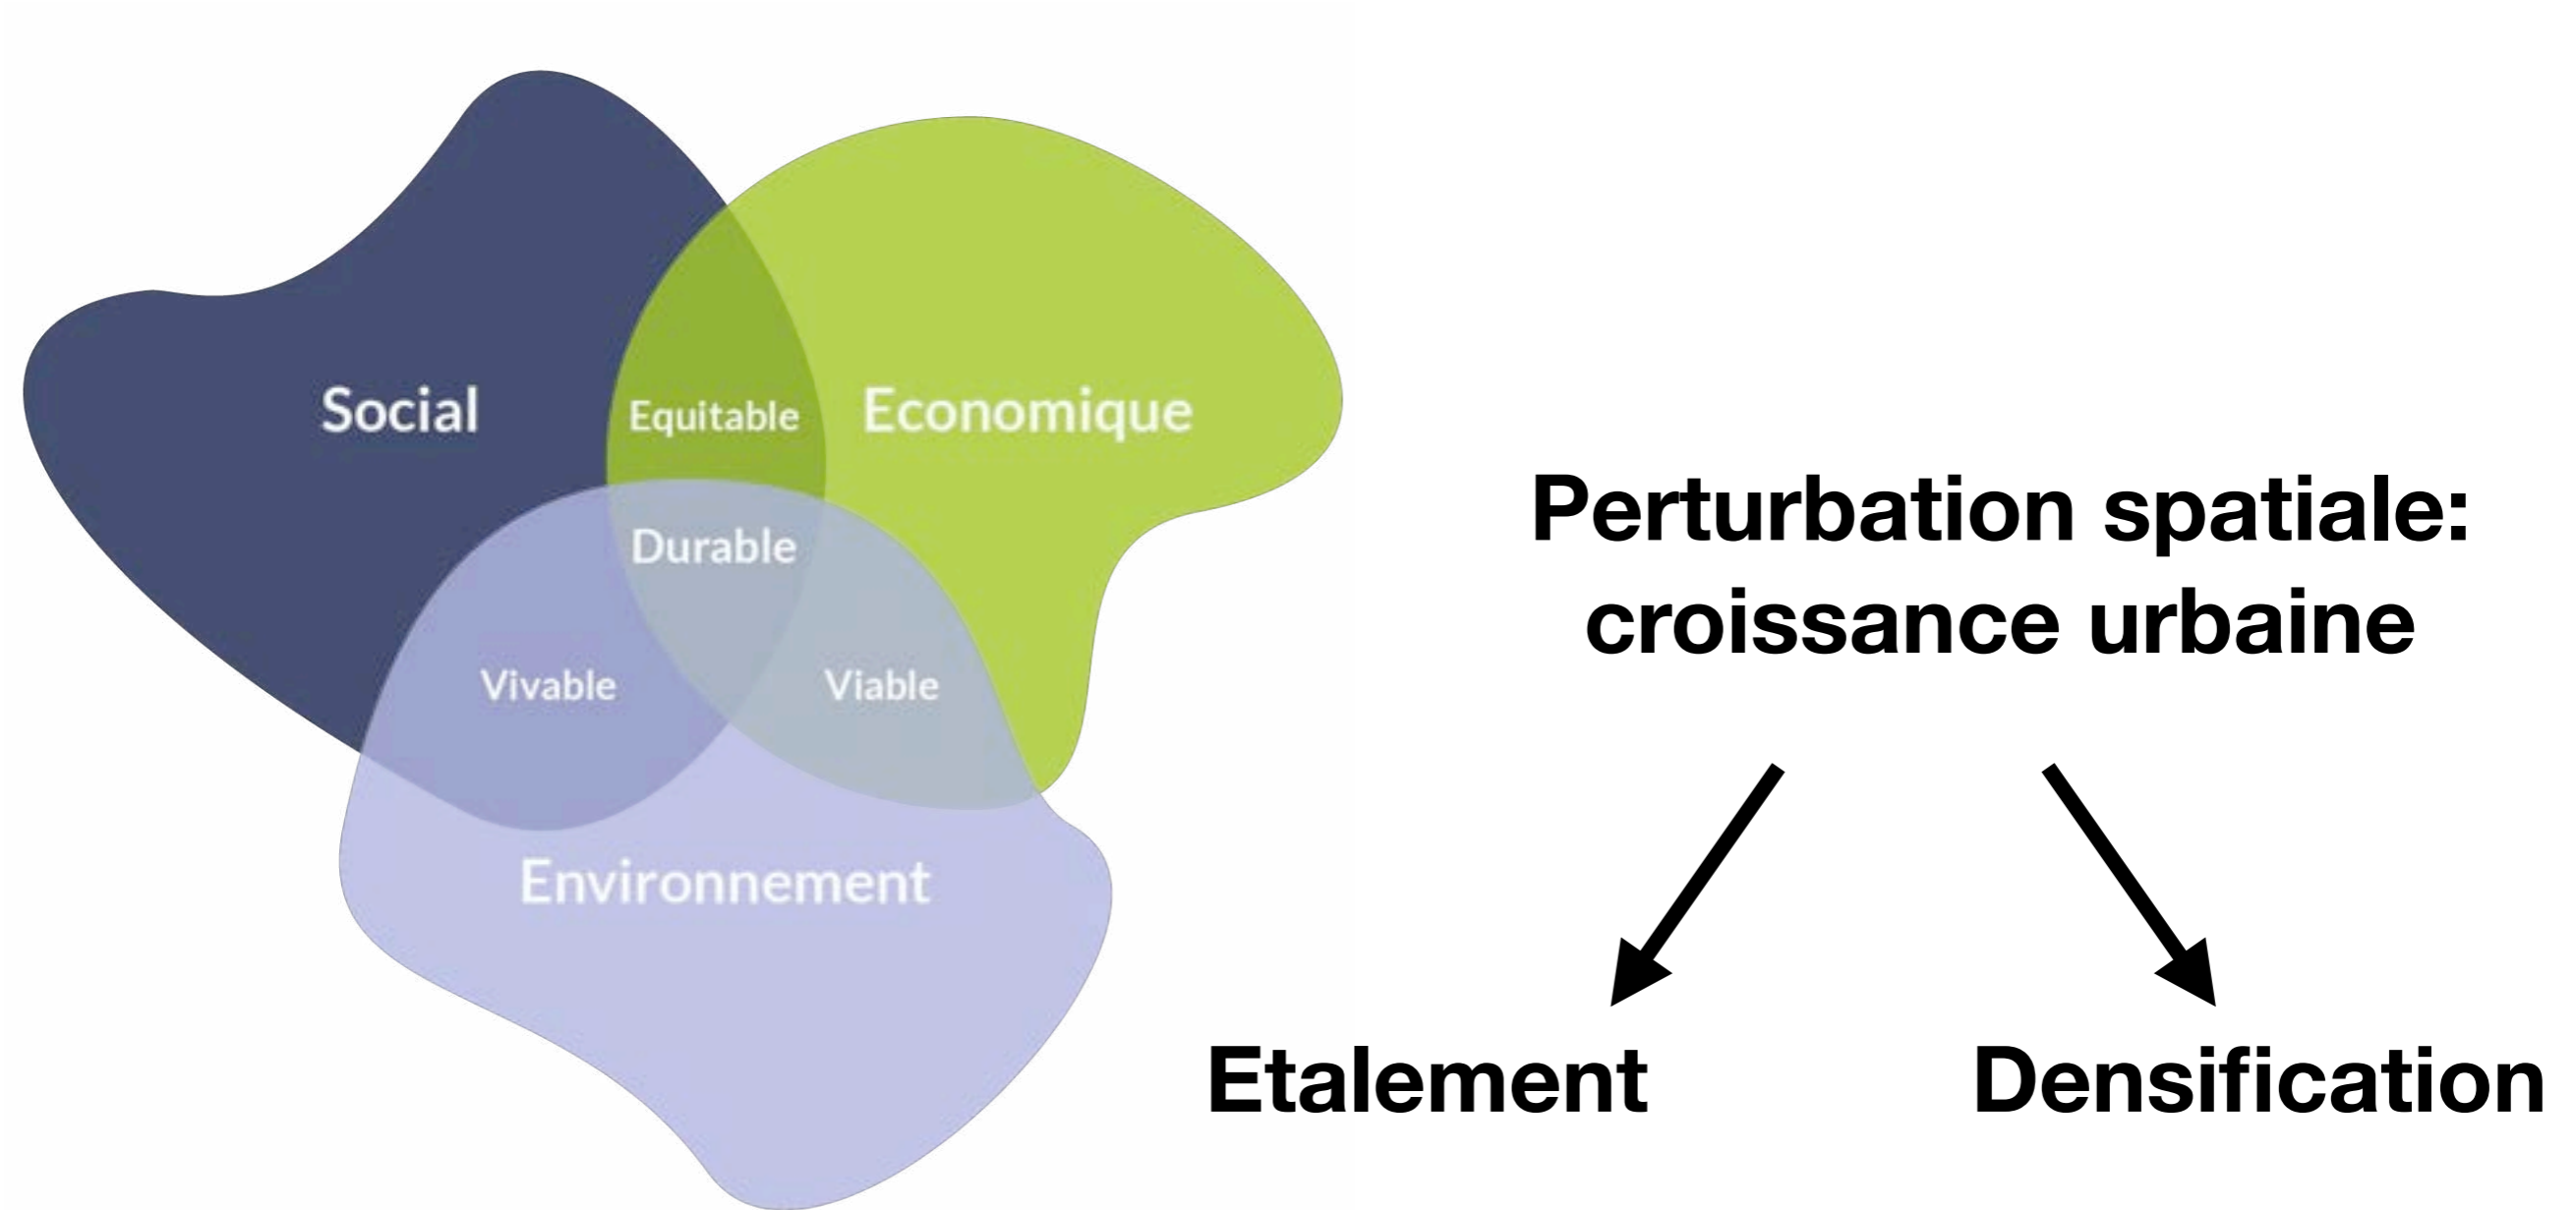 Social
Equitable
Economique
Durable
Vivable
Viable
Environnement
Perturbation spatiale:
croissance urbaine
Etalement
Densification